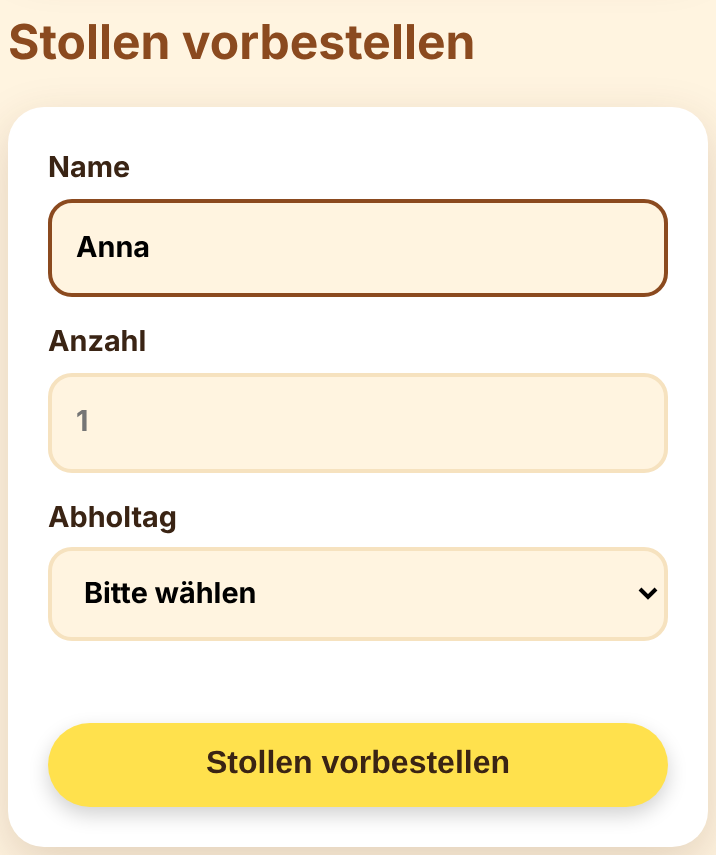 Stollen vorbestellen
Name
Anna
Anzahl
1
Abholtag
Bitte wählen
Stollen vorbestellen